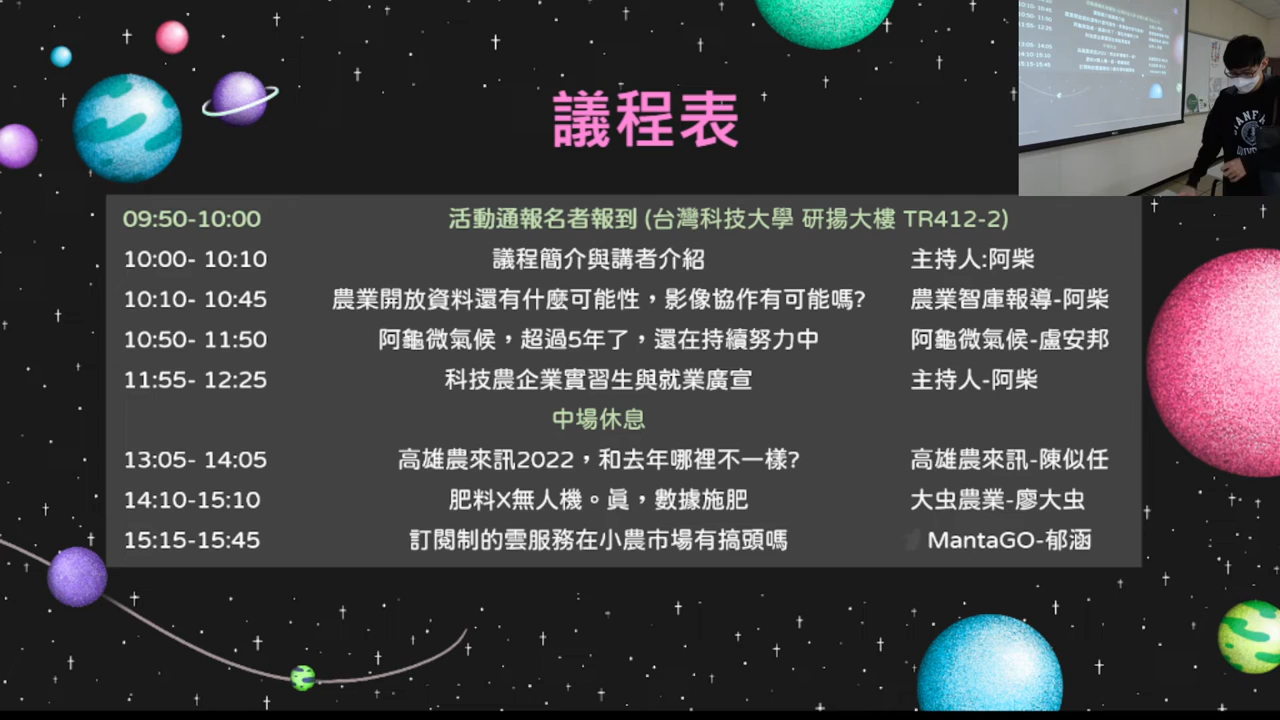 議程表
09:50-10:00 活動通報名者報到 (台灣科技大學 研揚大樓 TR412-2)
10:00- 10:10 議程簡介與講者介紹 主持人:阿柴
10:10- 10:45 農業開放資料還有什麼可能性，影像協作有可能嗎? 農業智庫報導-阿柴
10:50- 11:50 阿龜微氣候，超過5年了，還在持續努力中 阿龜微氣候-盧安邦
11:55- 12:25 科技農企業實習生與就業廣宣 主持人-阿柴
中場休息
13:05- 14:05 高雄農來訊2022，和去年哪裡不一樣? 高雄農來訊-陳似任
14:10-15:10 肥料X無人機。真，數據施肥 大虫農業-廖大虫
15:15-15:45 訂閱制的雲服務在小農市場有搞頭嗎 MantaGO-郁涵